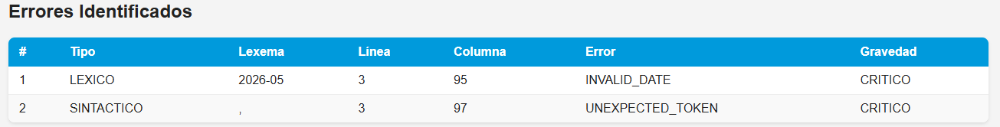 Errores Identificados
# Tipo Lexema Línea Columna Error Gravedad
1 LEXICO 2026-05 3 95 INVALID_DATE CRITICO
2 SINTACTICO , 3 97 UNEXPECTED_TOKEN CRITICO